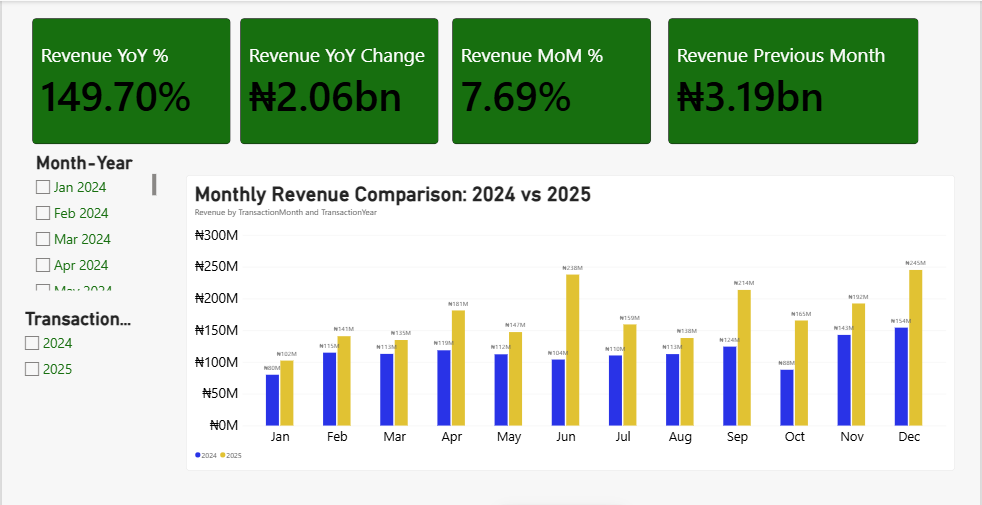 Revenue YoY %
149.70%
Revenue YoY Change
₦2.06bn
Revenue MoM %
7.69%
Revenue Previous Month
₦3.19bn
Month-Year
Jan 2024
Feb 2024
Mar 2024
Apr 2024
May 2024
Transaction...
2024
2025
Monthly Revenue Comparison: 2024 vs 2025
Revenue by TransactionMonth and TransactionYear
₦300M
₦250M
₦200M
₦150M
₦100M
₦50M
₦0M
₦80M
₦102M
₦115M
₦141M
₦113M
₦135M
₦119M
₦181M
₦112M
₦147M
₦104M
₦238M
₦110M
₦159M
₦113M
₦138M
₦124M
₦214M
₦88M
₦165M
₦143M
₦192M
₦154M
₦245M
Jan
Feb
Mar
Apr
May
Jun
Jul
Aug
Sep
Oct
Nov
Dec
2024
2025